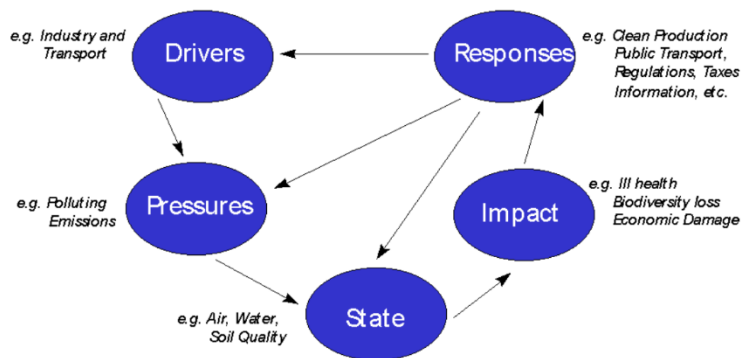 e.g. Industry and
Transport
Drivers
Responses
e.g. Clean Production
Public Transport,
Regulations, Taxes
Information, etc.
e.g. Polluting
Emissions
Pressures
Impact
e.g. Ill health
Biodiversity loss
Economic Damage
e.g. Air, Water,
Soil Quality
State